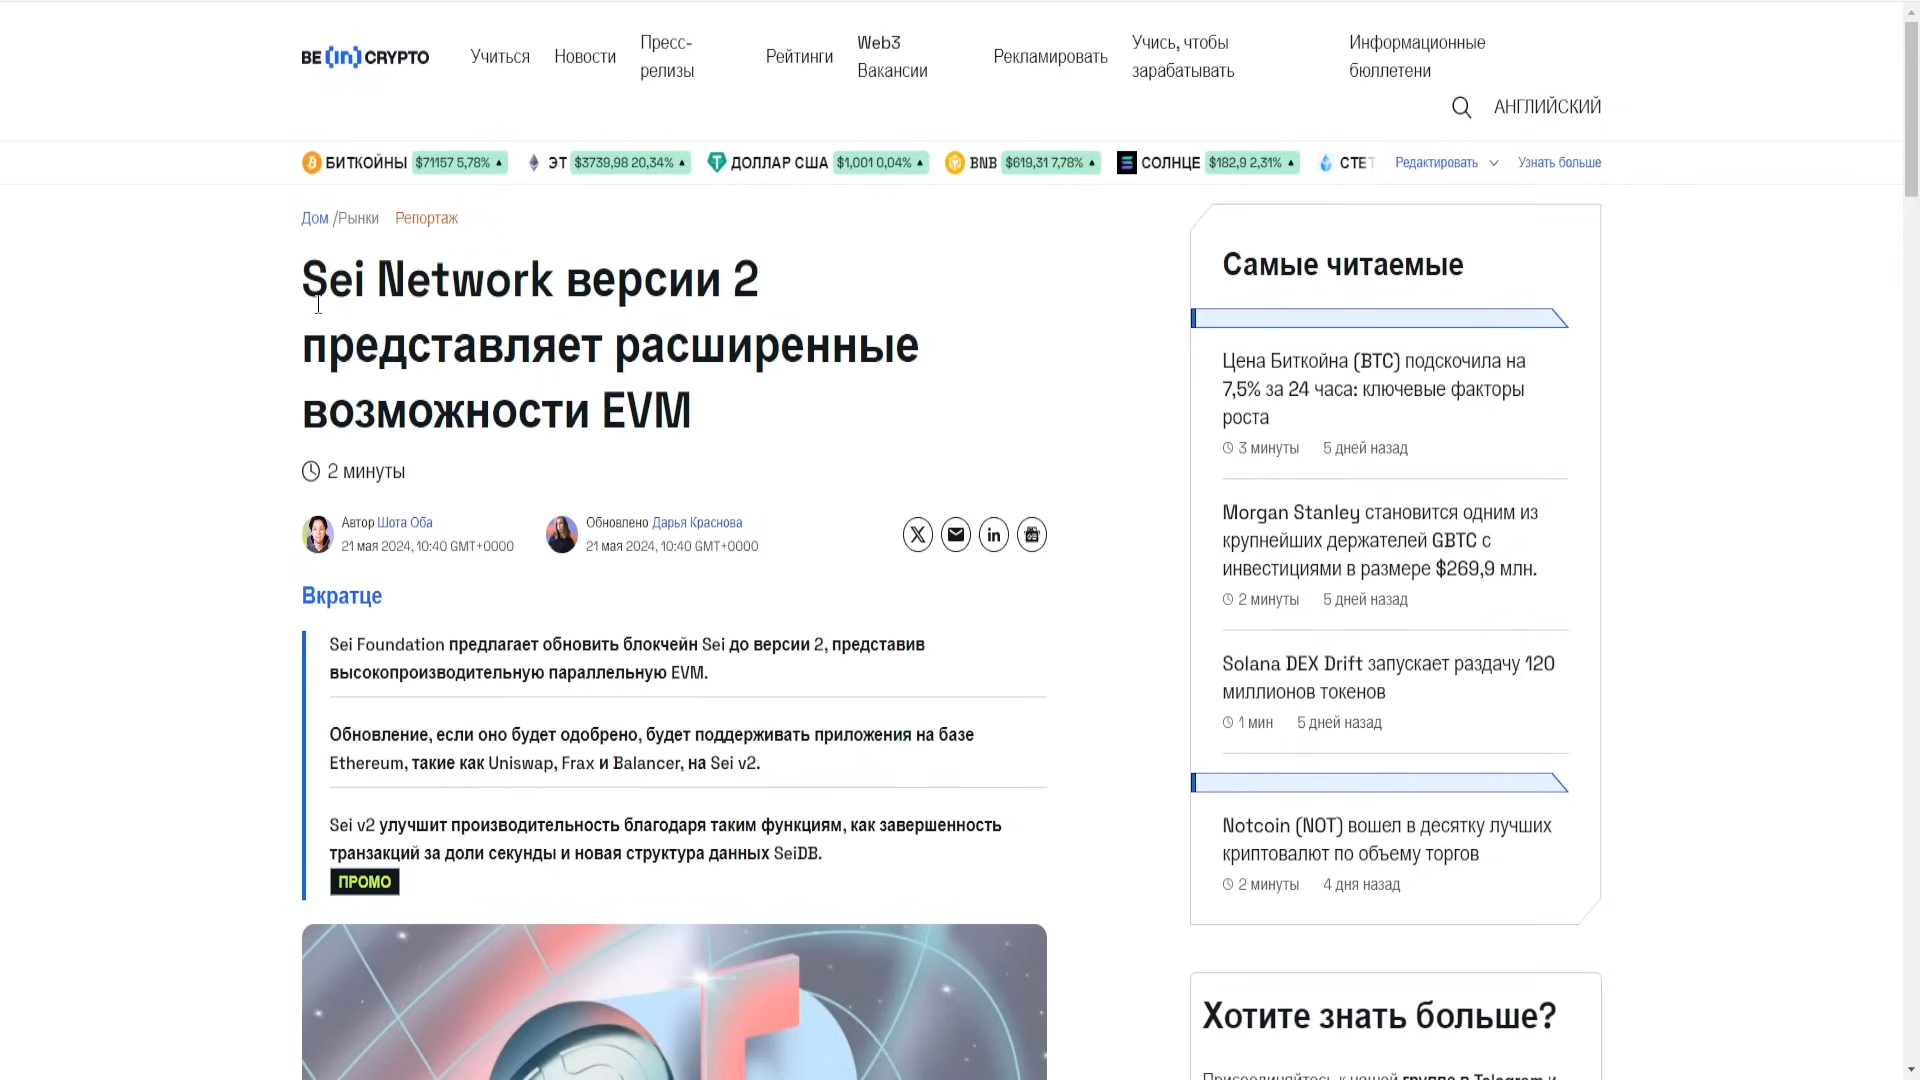 BE[in]CRYPTO
Учиться
Новости
Пресс-
релизы
Рейтинги
Web3
Вакансии
Рекламировать
Учись, чтобы
зарабатывать
Информационные
бюллетени
АНГЛИЙСКИЙ
БИТКОЙНЫ $71157 5,78% ▲
ЭТ $3739,98 20,34% ▲
ДОЛЛАР США $1,001 0,04% ▲
BNB $619,31 7,78% ▲
СОЛНЦЕ $182,9 2,31% ▲
СТЕТ
Редактировать
Узнать больше
Дом /Рынки Репортаж
Sei Network версии 2
представляет расширенные
возможности EVM
2 минуты
Автор Шота Оба
21 мая 2024, 10:40 GMT+0000
Обновлено Дарья Краснова
21 мая 2024, 10:40 GMT+0000
Вкратце
Sei Foundation предлагает обновить блокчейн Sei до версии 2, представив
высокопроизводительную параллельную EVM.
Обновление, если оно будет одобрено, будет поддерживать приложения на базе
Ethereum, такие как Uniswap, Frax и Balancer, на Sei v2.
Sei v2 улучшит производительность благодаря таким функциям, как завершенность
транзакций за доли секунды и новая структура данных SeiDB.
ПРОМО
Самые читаемые
Цена Биткойна (BTC) подскочила на
7,5% за 24 часа: ключевые факторы
роста
3 минуты 5 дней назад
Morgan Stanley становится одним из
крупнейших держателей GBTC с
инвестициями в размере $269,9 млн.
2 минуты 5 дней назад
Solana DEX Drift запускает раздачу 120
миллионов токенов
1 мин 5 дней назад
Notcoin (NOT) вошел в десятку лучших
криптовалют по объему торгов
2 минуты 4 дня назад
Хотите знать больше?
Присоединяйтесь к нашей группе в Telegram и